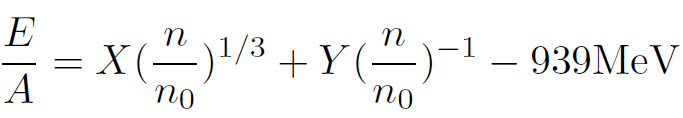 E/A = X(n/n₀)^{1/3} + Y(n/n₀)^{−1} − 939MeV